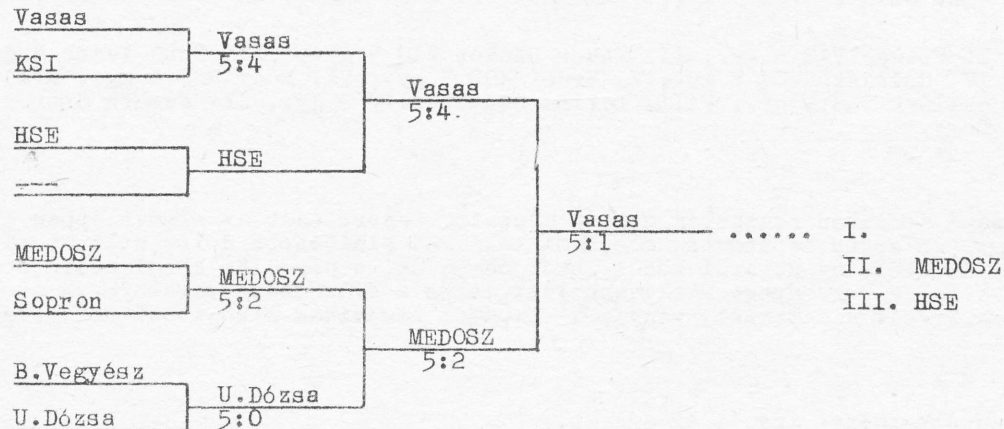 Vasas
Vasas
5:4
KSI
Vasas
5:4.
HSE
HSE
Vasas
5:1 ...... I.
II. MEDOSZ
III. HSE
MEDOSZ
MEDOSZ
5:2
Sopron
MEDOSZ
5:2
B.Vegyész
U.Dózsa
5:0
U.Dózsa